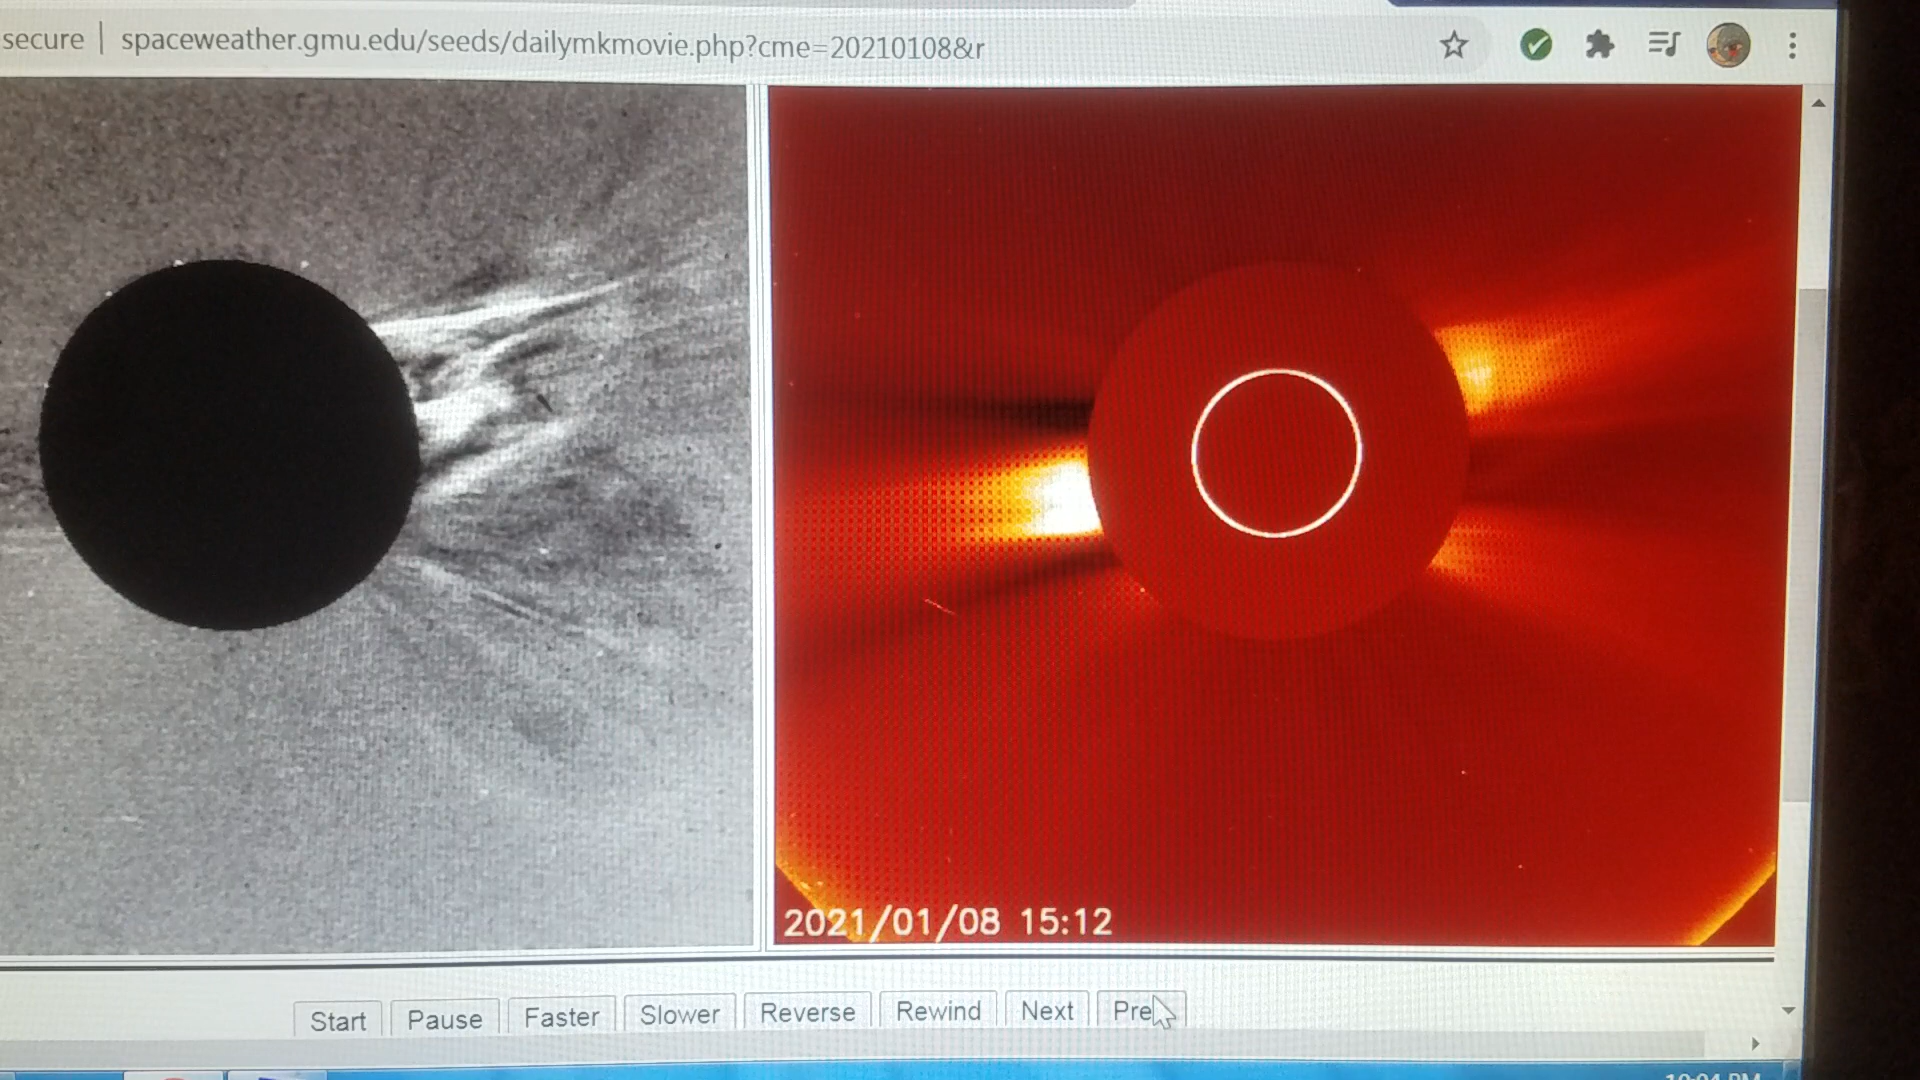 secure | spaceweather.gmu.edu/seeds/dailymkmovie.php?cme=20210108&r
2021/01/08 15:12
Start Pause Faster Slower Reverse Rewind Next Pre